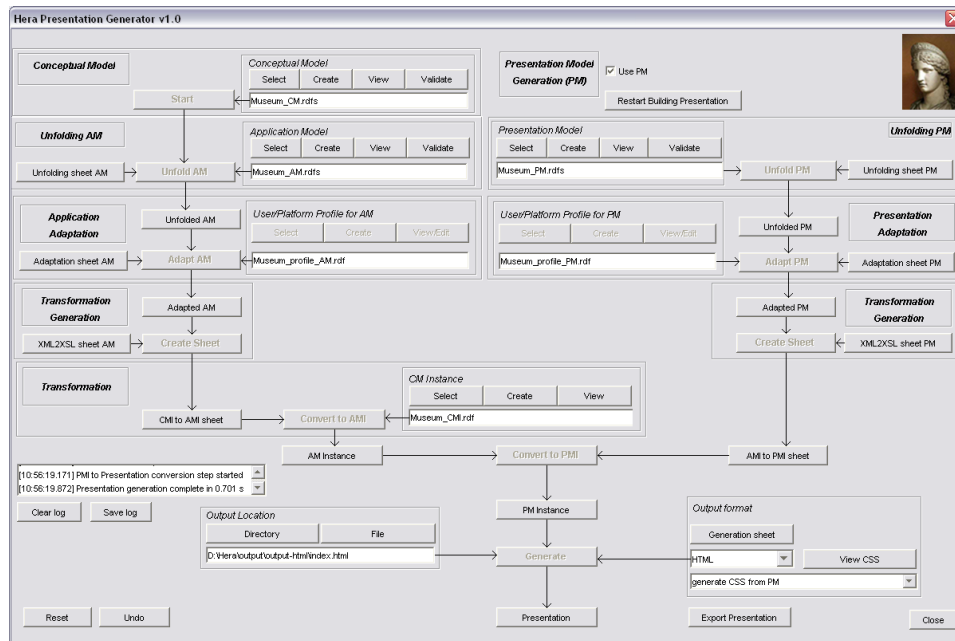 Hera Presentation Generator v1.0
Conceptual Model
Conceptual Model
Select Create View Validate
Start
Museum_CM.rdfs
Presentation Model
Generation (PM)
Use PM
Restart Building Presentation
Unfolding AM
Application Model
Select Create View Validate
Unfolding sheet AM Unfold AM Museum_AM.rdfs
Presentation Model
Unfolding PM
Select Create View Validate
Museum_PM.rdfs Unfold PM Unfolding sheet PM
Application
Adaptation
Unfolded AM
User/Platform Profile for AM
Select Create View/Edit
Adaptation sheet AM Adapt AM Museum_profile_AM.rdf
User/Platform Profile for PM
Select Create View/Edit
Unfolded PM
Presentation
Adaptation
Museum_profile_PM.rdf Adapt PM Adaptation sheet PM
Transformation
Generation
Adapted AM
XML2XSL sheet AM Create Sheet
Adapted PM
Transformation
Generation
Create Sheet XML2XSL sheet PM
Transformation
CM Instance
Select Create View
CMI to AMI sheet Convert to AMI Museum_CMI.rdf
AM Instance Convert to PMI AMI to PMI sheet
[10:56:19.171] PMI to Presentation conversion step started
[10:56:19.872] Presentation generation complete in 0.701 s
Clear log Save log
PM Instance
Output Location
Directory File
D:\Hera\output\output-html\index.html
Generate
Output format
Generation sheet
HTML View CSS
generate CSS from PM
Reset Undo Presentation Export Presentation Close